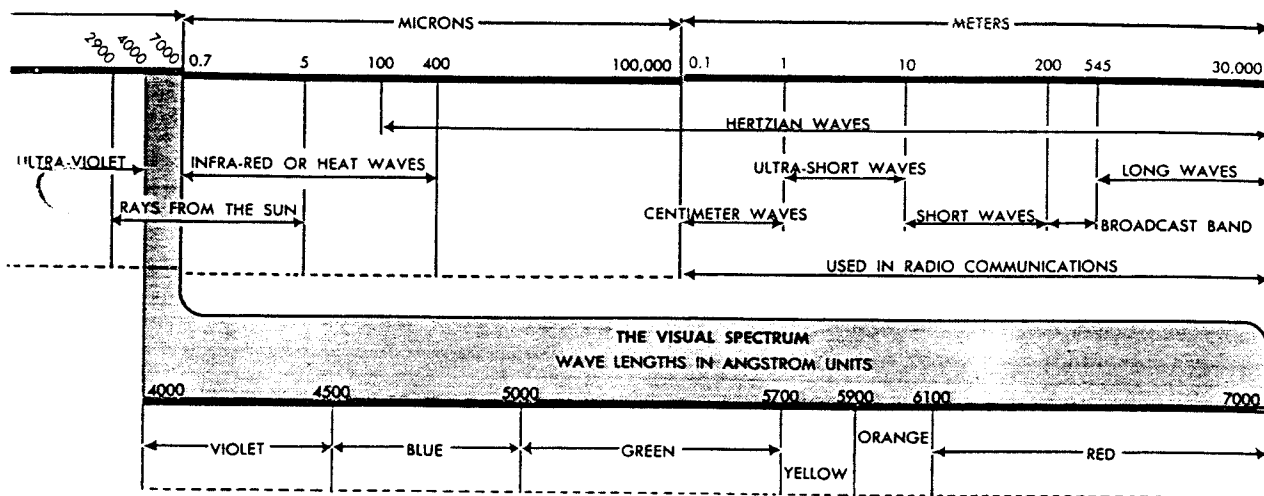 MICRONS METERS
2900 4000 7000 0.7 5 100 400 100,000 0.1 1 10 200 545 30.000
HERTZIAN WAVES
ULTRA-VIOLET INFRA-RED OR HEAT WAVES ULTRA-SHORT WAVES LONG WAVES
RAYS FROM THE SUN CENTIMETER WAVES SHORT WAVES BROADCAST BAND
USED IN RADIO COMMUNICATIONS
THE VISUAL SPECTRUM
WAVE LENGTHS IN ANGSTROM UNITS
4000 4500 5000 5700 5900 6100 7000
VIOLET BLUE GREEN YELLOW ORANGE RED